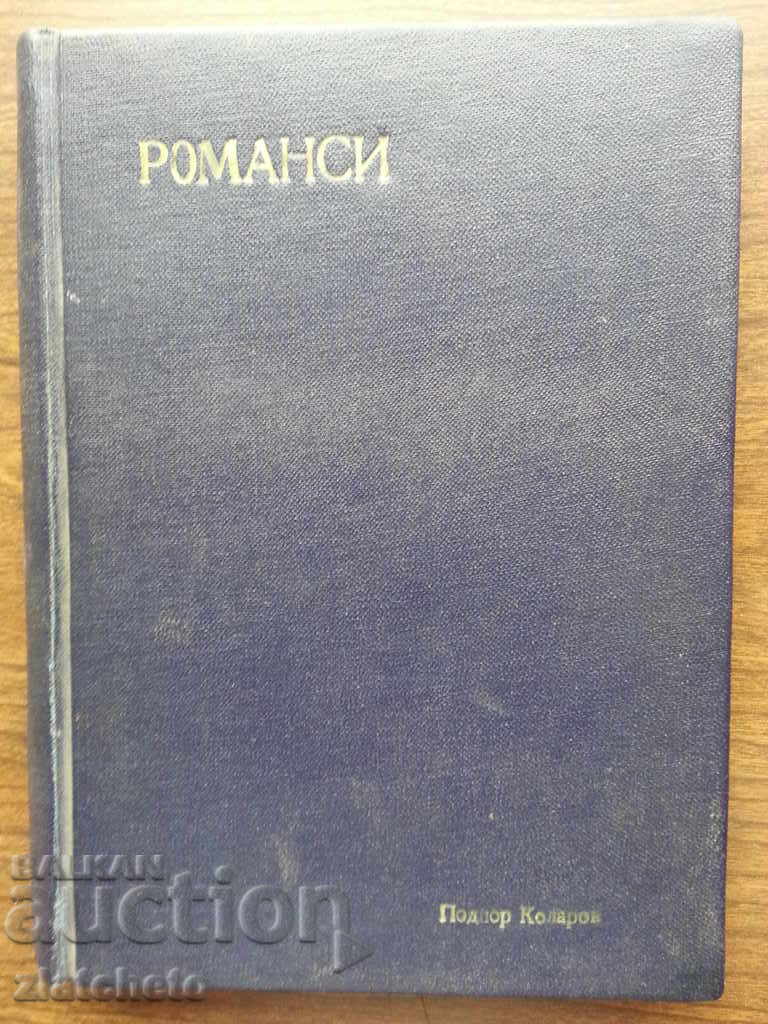 РОМАНСИ
Подпор Коларов
BALKAN
auction
zlatcheto